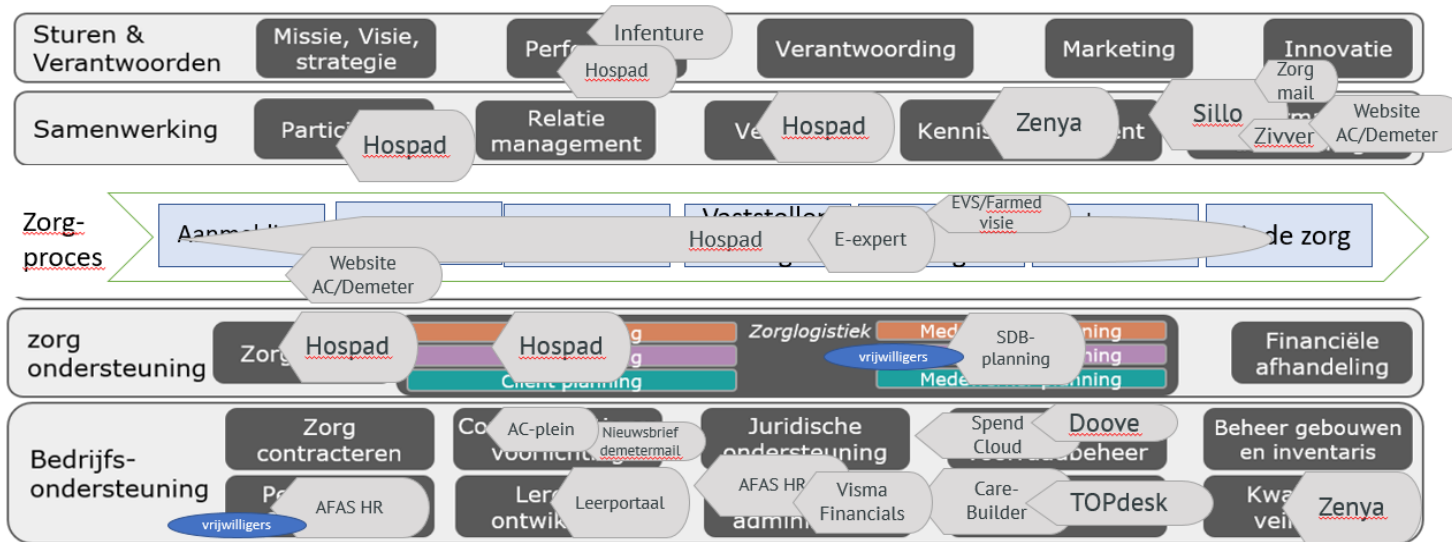 Sturen &
Verantwoorden
Missie, Visie,
strategie
Infenture
Hospad
Verantwoording
Marketing
Innovatie
Zorg
mail
Samenwerking
Hospad
Relatie
management
Hospad
Zenya
Sillo
Zivver
Website
AC/Demeter
Zorg-
proces
Hospad
E-expert
EVS/Farmed
visie
de zorg
Website
AC/Demeter
zorg
ondersteuning
Hospad
Hospad
Zorglogistiek
vrijwilligers
SDB-
planning
Financiële
afhandeling
Bedrijfs-
ondersteuning
Zorg
contracteren
AC-plein
Nieuwsbrief
demetermail
Juridische
ondersteuning
Spend
Cloud
Doove
Beheer gebouwen
en inventaris
vrijwilligers
AFAS HR
Leerportaal
AFAS HR
Visma
Financials
Care-
Builder
TOPdesk
Zenya